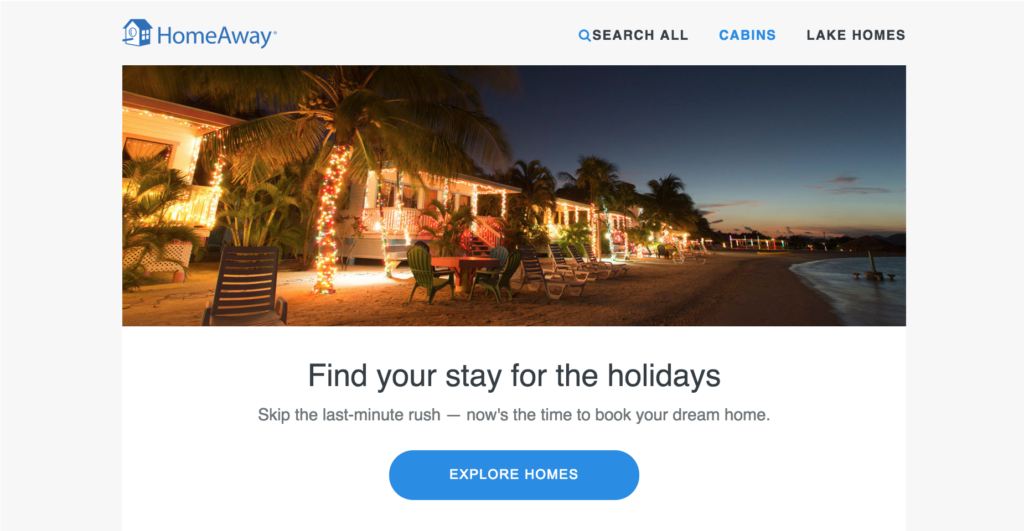 HomeAway
SEARCH ALL CABINS LAKE HOMES
Find your stay for the holidays
Skip the last-minute rush — now's the time to book your dream home.
EXPLORE HOMES